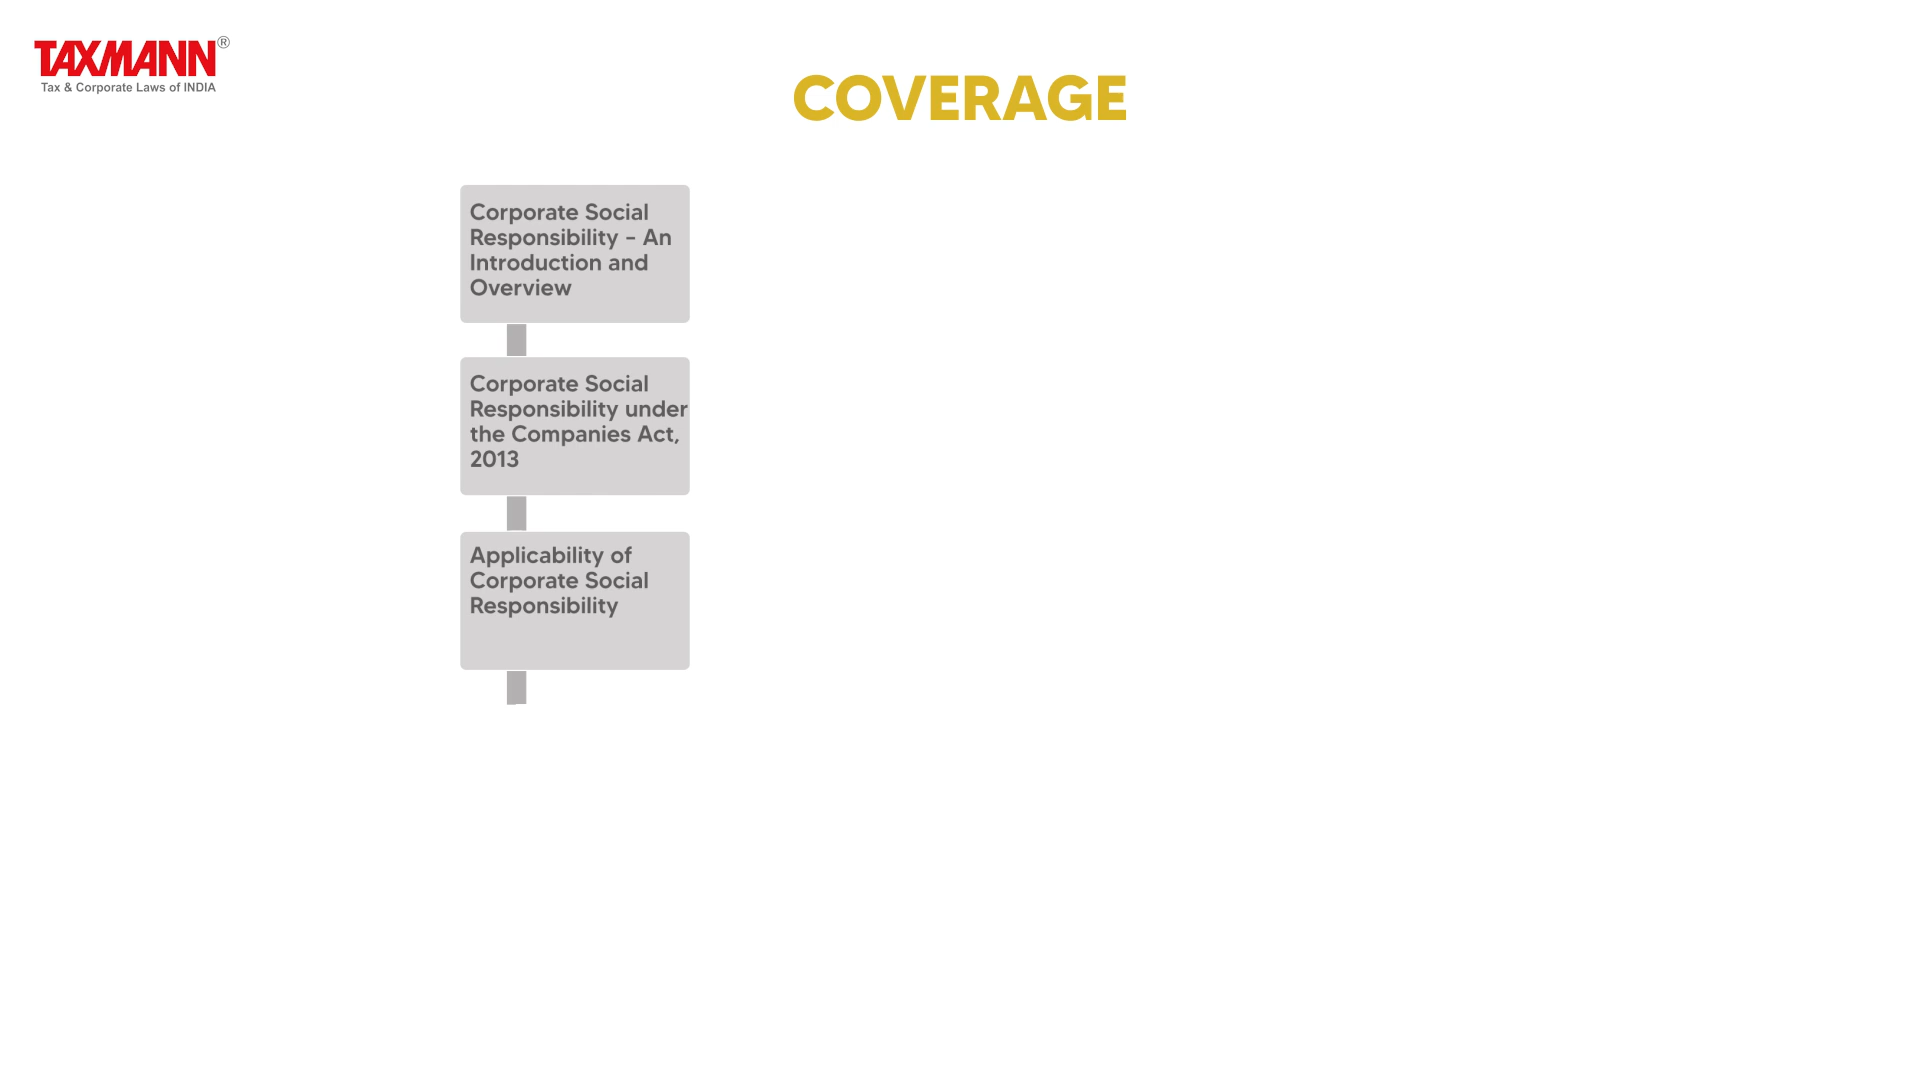 TAXMANN®
Tax & Corporate Laws of INDIA
COVERAGE
Corporate Social
Responsibility – An
Introduction and
Overview
Corporate Social
Responsibility under
the Companies Act,
2013
Applicability of
Corporate Social
Responsibility